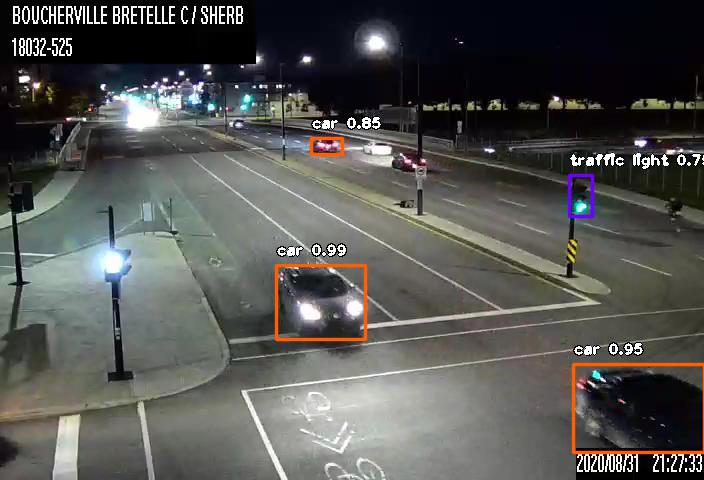 BOUCHERVILLE BRETELLE C / SHERB
18032-525
car 0.85
traffic light 0.75
car 0.99
car 0.95
2020/08/31 21:27:33